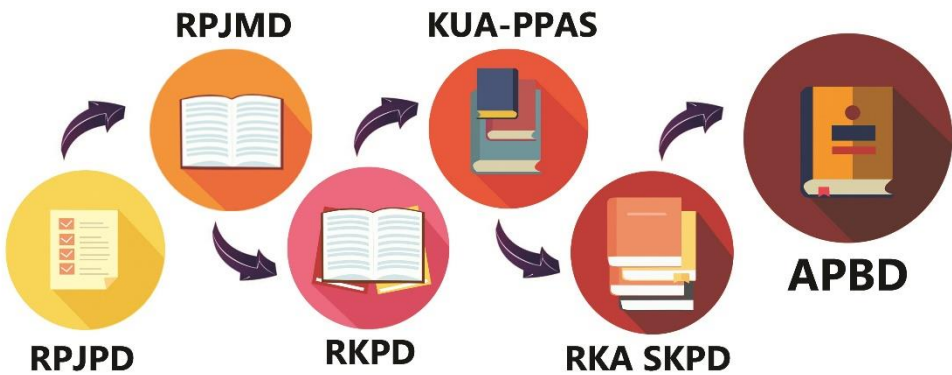 RPJPD
RPJMD
RKPD
KUA-PPAS
RKA SKPD
APBD